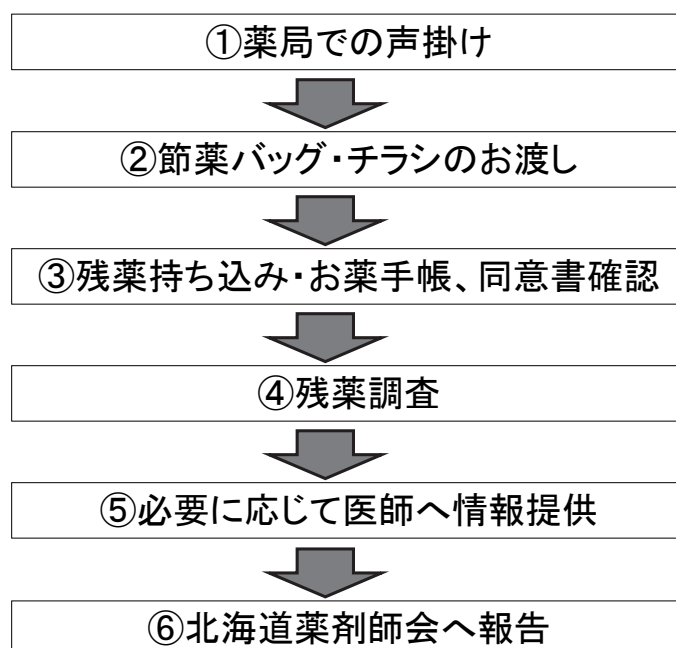 ①薬局での声掛け
②節薬バッグ・チラシのお渡し
③残薬持ち込み・お薬手帳、同意書確認
④残薬調査
⑤必要に応じて医師へ情報提供
⑥北海道薬剤師会へ報告